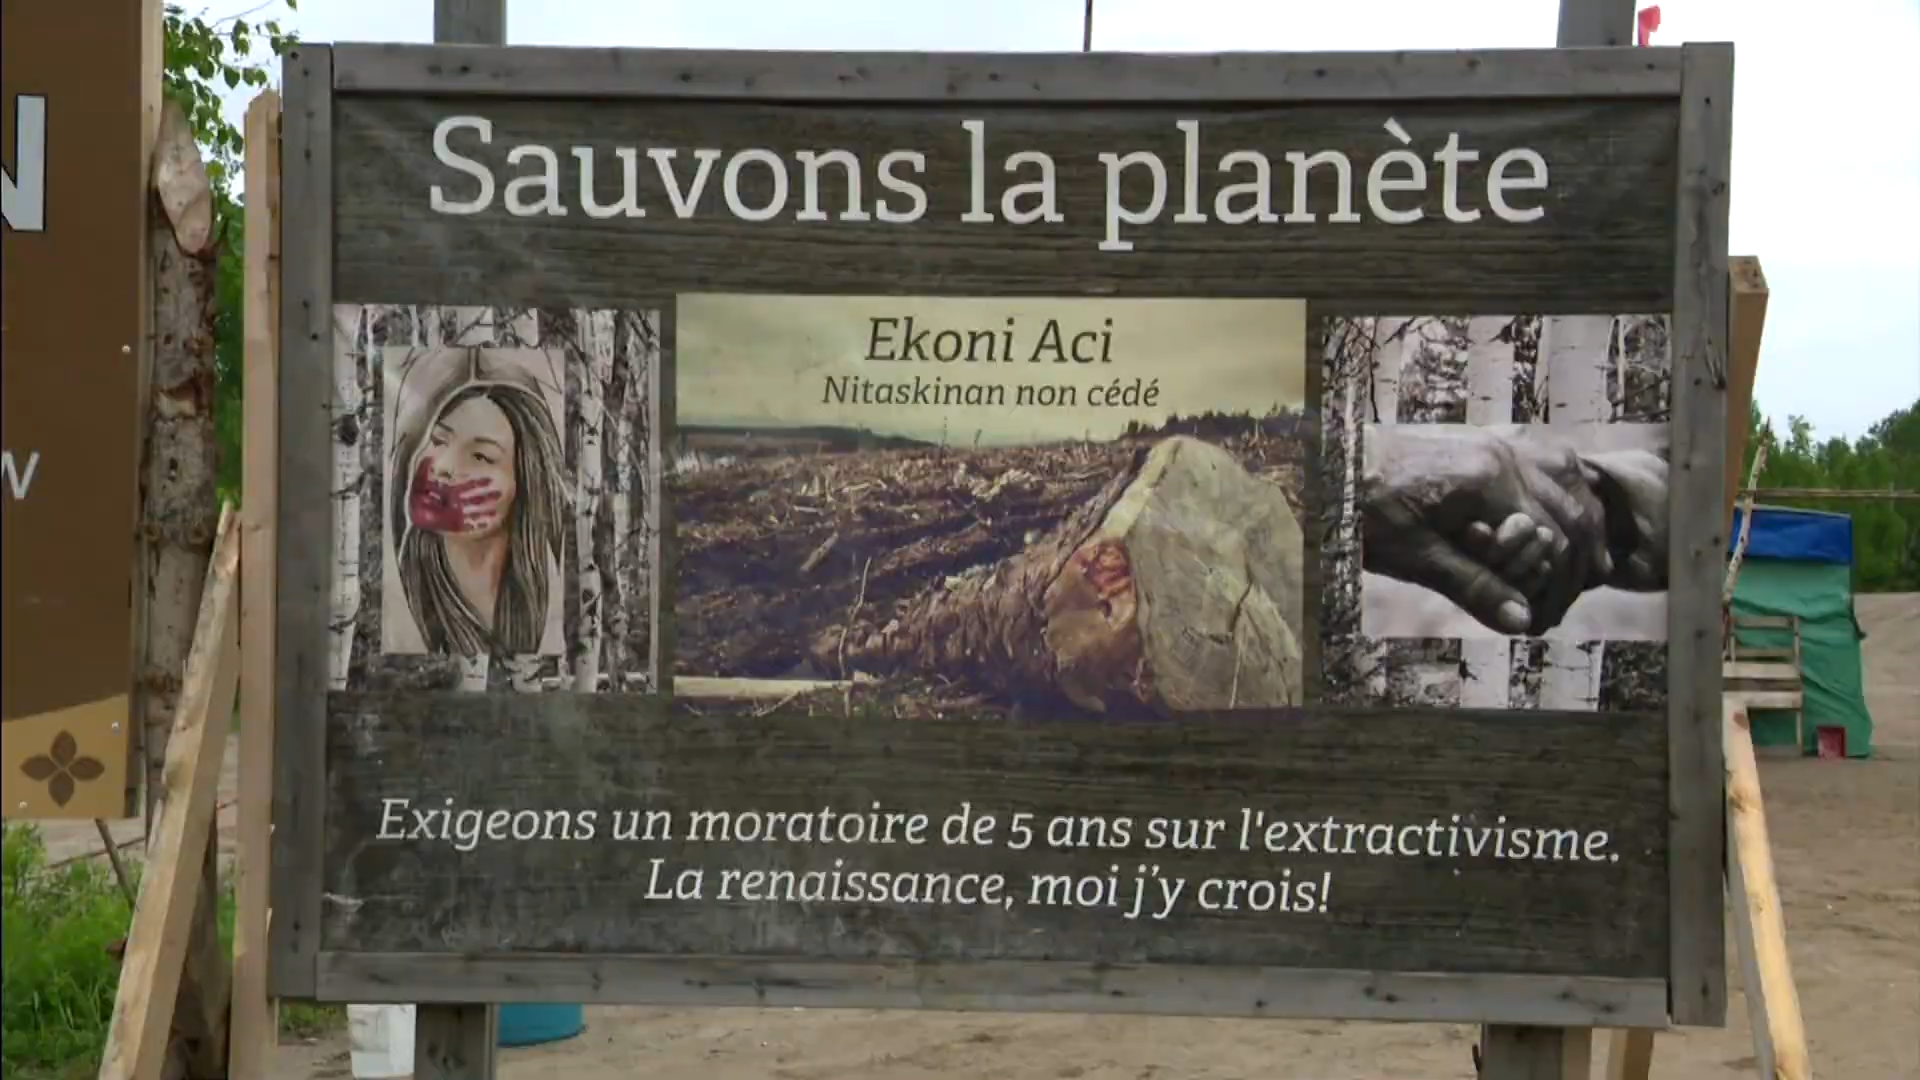 Sauvons la planète
Ekoni Aci
Nitaskinan non cédé
Exigeons un moratoire de 5 ans sur l'extractivisme.
La renaissance, moi j'y crois!
N
W